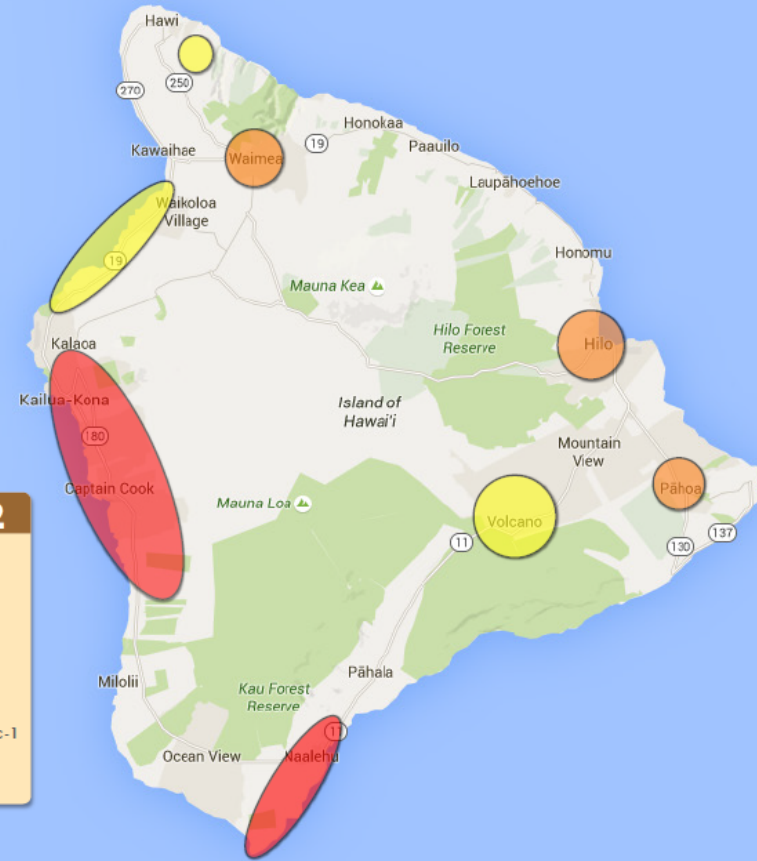 Hawi
250
270
Honokaa
19
Kawaihae
Waimea
Paauilo
Laupāhoehoe
Waikoloa
Village
Honomu
19
Mauna Kea
Hilo Forest
Reserve
Hilo
Kalaoa
Kailua-Kona
Island of
Hawai'i
180
Mountain
View
Captain Cook
Mauna Loa
Pāhoa
2
Volcano
11
137
130
Pāhala
Milolii
Kau Forest
Reserve
c-1
11
Ocean View
Naalehu